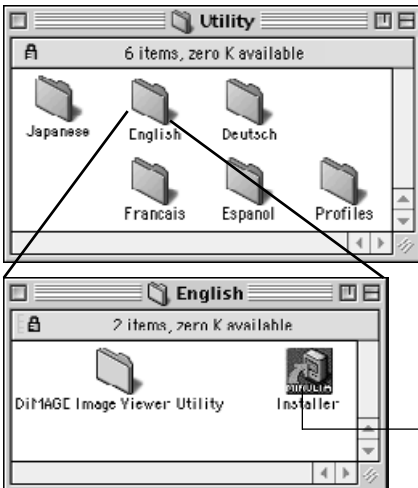 Utility
6 items, zero K available
Japanese English Deutsch
Francais Espanol Profiles
English
2 items, zero K available
MINOLTA
DiMAGE Image Viewer Utility Installer